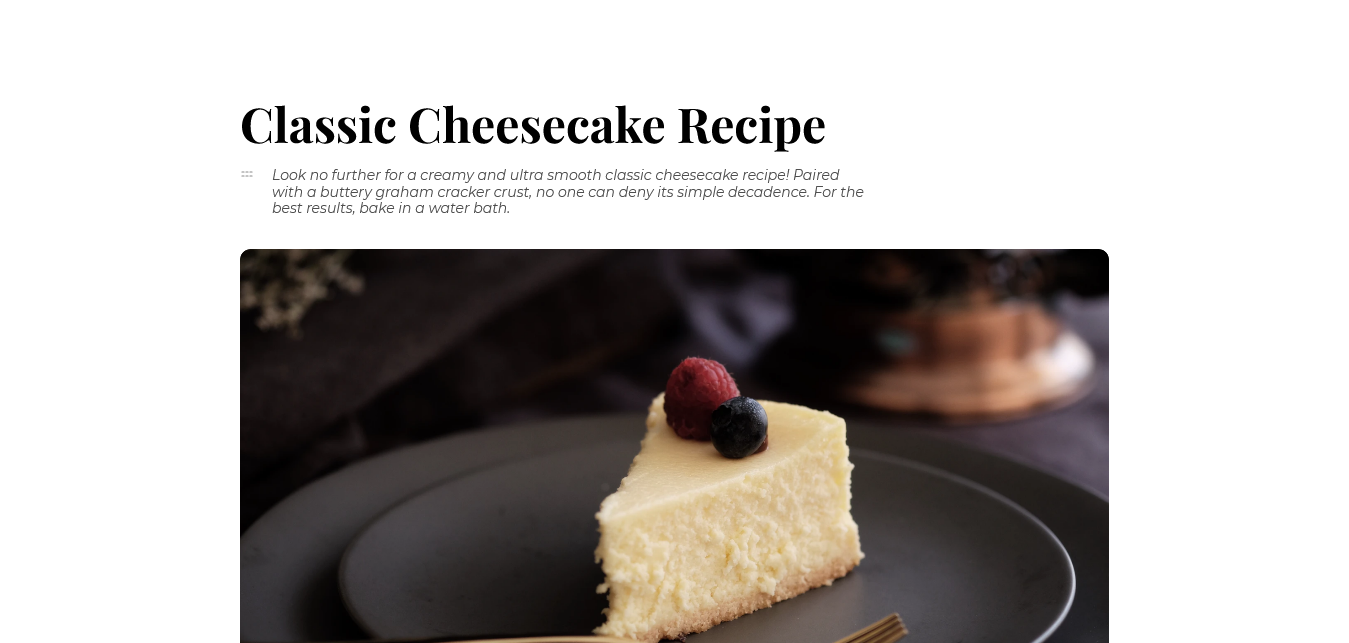 Classic Cheesecake Recipe
Look no further for a creamy and ultra smooth classic cheesecake recipe! Paired
with a buttery graham cracker crust, no one can deny its simple decadence. For the
best results, bake in a water bath.